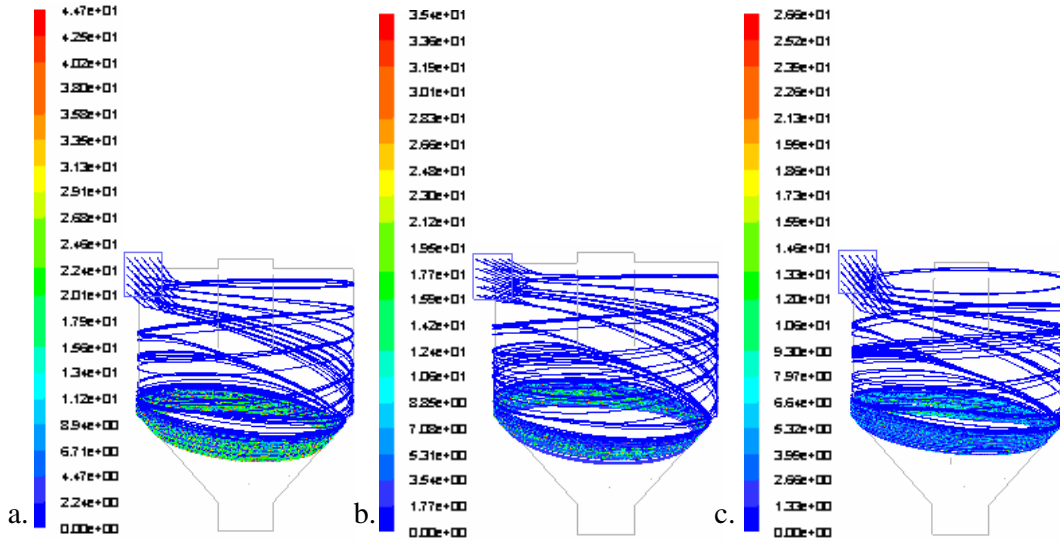 4.47e+01
4.25e+01
4.02e+01
3.80e+01
3.58e+01
3.35e+01
3.13e+01
2.91e+01
2.68e+01
2.46e+01
2.24e+01
2.01e+01
1.79e+01
1.56e+01
1.34e+01
1.12e+01
8.94e+00
6.71e+00
4.47e+00
2.24e+00
0.00e+00
a.
3.54e+01
3.36e+01
3.19e+01
3.01e+01
2.83e+01
2.66e+01
2.48e+01
2.30e+01
2.12e+01
1.95e+01
1.77e+01
1.59e+01
1.42e+01
1.24e+01
1.06e+01
8.85e+00
7.08e+00
5.31e+00
3.54e+00
1.77e+00
0.00e+00
b.
2.66e+01
2.52e+01
2.39e+01
2.26e+01
2.13e+01
1.99e+01
1.86e+01
1.73e+01
1.59e+01
1.46e+01
1.33e+01
1.20e+01
1.06e+01
9.30e+00
7.97e+00
6.64e+00
5.32e+00
3.99e+00
2.66e+00
1.33e+00
0.00e+00
c.